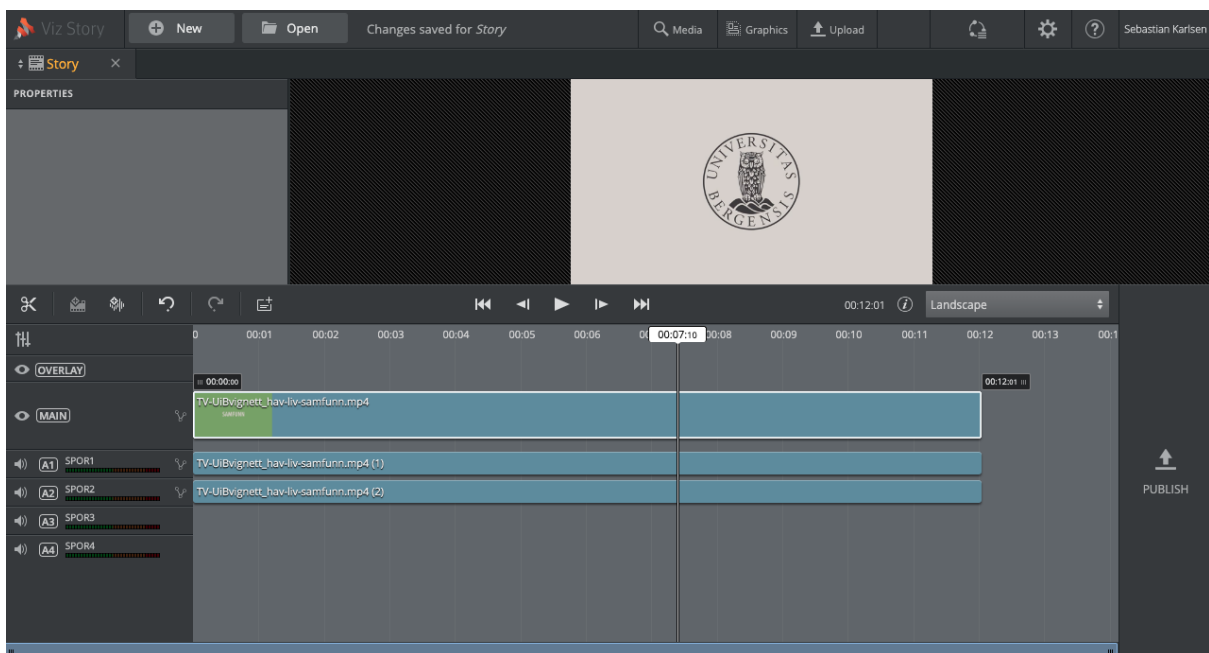 Viz Story
New
Open
Changes saved for Story
Media
Graphics
Upload
Sebastian Karlsen
Story
PROPERTIES
UNIVERSITAS
BERGENSIS
00:12:01
Landscape
00:01 00:02 00:03 00:04 00:05 00:06 00:07:10 00:08 00:09 00:10 00:11 00:12 00:13 00:1
OVERLAY
00:00:00
00:12:01
MAIN
TV-UiBvignett_hav-liv-samfunn.mp4
A1 SPOR1
TV-UiBvignett_hav-liv-samfunn.mp4 (1)
A2 SPOR2
TV-UiBvignett_hav-liv-samfunn.mp4 (2)
A3 SPOR3
A4 SPOR4
PUBLISH